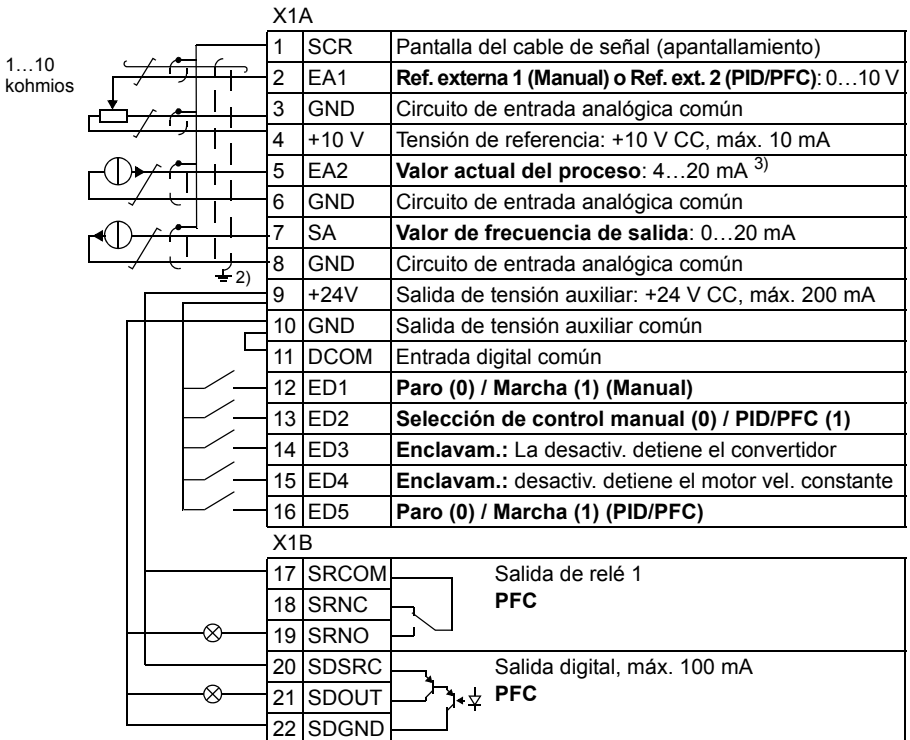 X1A
1…10
kohmios
1 SCR Pantalla del cable de señal (apantallamiento)
2 EA1 Ref. externa 1 (Manual) o Ref. ext. 2 (PID/PFC): 0…10 V
3 GND Circuito de entrada analógica común
4 +10 V Tensión de referencia: +10 V CC, máx. 10 mA
5 EA2 Valor actual del proceso: 4…20 mA 3)
6 GND Circuito de entrada analógica común
7 SA Valor de frecuencia de salida: 0…20 mA
8 GND Circuito de entrada analógica común
2)
9 +24V Salida de tensión auxiliar: +24 V CC, máx. 200 mA
10 GND Salida de tensión auxiliar común
11 DCOM Entrada digital común
12 ED1 Paro (0) / Marcha (1) (Manual)
13 ED2 Selección de control manual (0) / PID/PFC (1)
14 ED3 Enclavam.: La desactiv. detiene el convertidor
15 ED4 Enclavam.: desactiv. detiene el motor vel. constante
16 ED5 Paro (0) / Marcha (1) (PID/PFC)
X1B
17 SRCOM Salida de relé 1
18 SRNC PFC
19 SRNO
20 SDSRC Salida digital, máx. 100 mA
21 SDOUT PFC
22 SDGND